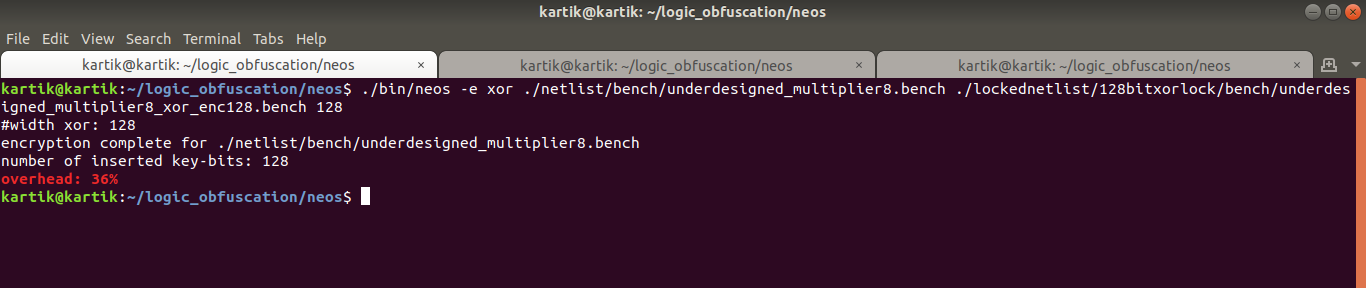 kartik@kartik: ~/logic_obfuscation/neos
File Edit View Search Terminal Tabs Help
kartik@kartik: ~/logic_obfuscation/neos × kartik@kartik: ~/logic_obfuscation/neos × kartik@kartik: ~/logic_obfuscation/neos ×
kartik@kartik:~/logic_obfuscation/neos$ ./bin/neos -e xor ./netlist/bench/underdesigned_multiplier8.bench ./lockednetlist/128bitxorlock/bench/underdes
igned_multiplier8_xor_enc128.bench 128
#width xor: 128
encryption complete for ./netlist/bench/underdesigned_multiplier8.bench
number of inserted key-bits: 128
overhead: 36%
kartik@kartik:~/logic_obfuscation/neos$